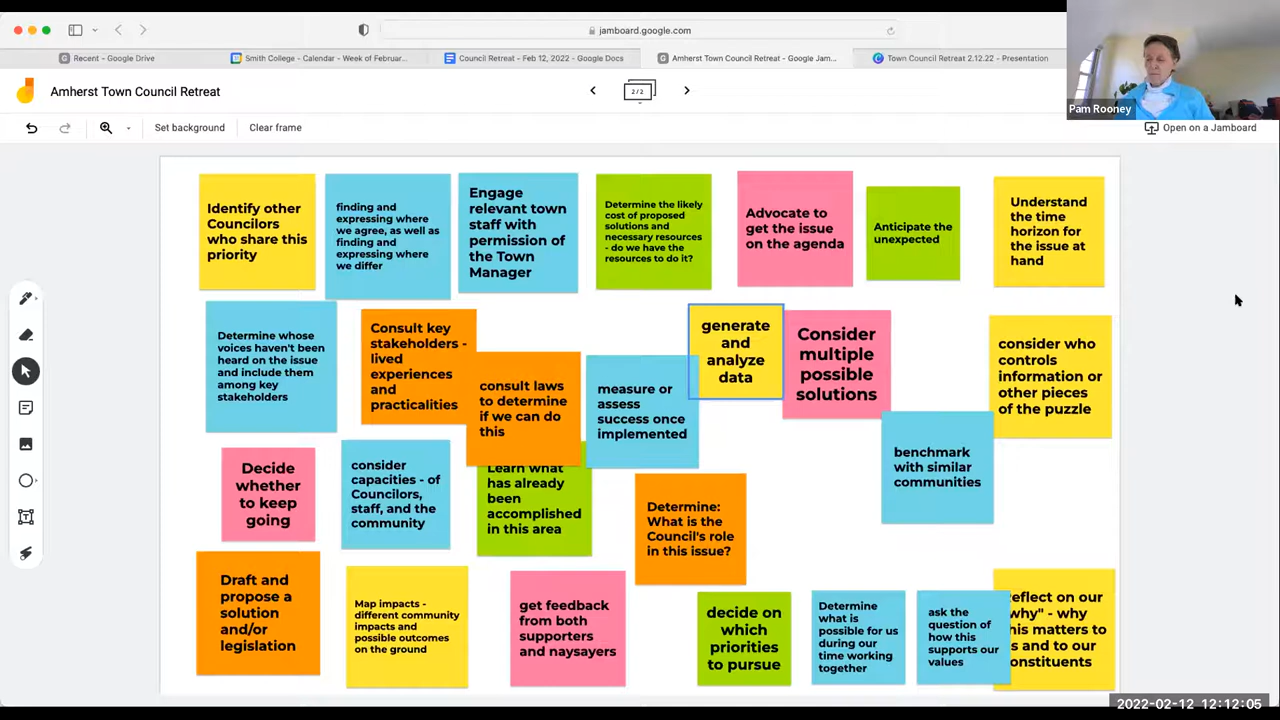 jamboard.google.com
Recent - Google Drive
Smith College - Calendar - Week of Februar...
Council Retreat - Feb 12, 2022 - Google Docs
Amherst Town Council Retreat - Google Jam...
Town Council Retreat 2.12.22 - Presentation
Pam Rooney
Amherst Town Council Retreat
2/2
Set background
Clear frame
Open on a Jamboard
Identify other
Councilors
who share this
priority
finding and
expressing where
we agree, as well as
finding and
expressing where
we differ
Engage
relevant town
staff with
permission of
the Town
Manager
Determine the likely
cost of proposed
solutions and
necessary resources
- do we have the
resources to do it?
Advocate to
get the issue
on the agenda
Anticipate the
unexpected
Understand
the time
horizon for
the issue at
hand
Determine whose
voices haven't been
heard on the issue
and include them
among key
stakeholders
Consult key
stakeholders -
lived
experiences
and
practicalities
consult laws
to determine
if we can do
this
measure or
assess
success once
implemented
generate
and
analyze
data
Consider
multiple
possible
solutions
consider who
controls
information or
other pieces
of the puzzle
Decide
whether
to keep
going
consider
capacities - of
Councilors,
staff, and the
community
Learn what
has already
been
accomplished
in this area
Determine:
What is the
Council's role
in this issue?
benchmark
with similar
communities
Draft and
propose a
solution
and/or
legislation
Map impacts -
different community
impacts and
possible outcomes
on the ground
get feedback
from both
supporters
and naysayers
decide on
which
priorities
to pursue
Determine
what is
possible for us
during our
time working
together
ask the
question of
how this
supports our
values
eflect on our
why" - why
his matters to
s and to our
onstituents
2022-02-12 12:12:05